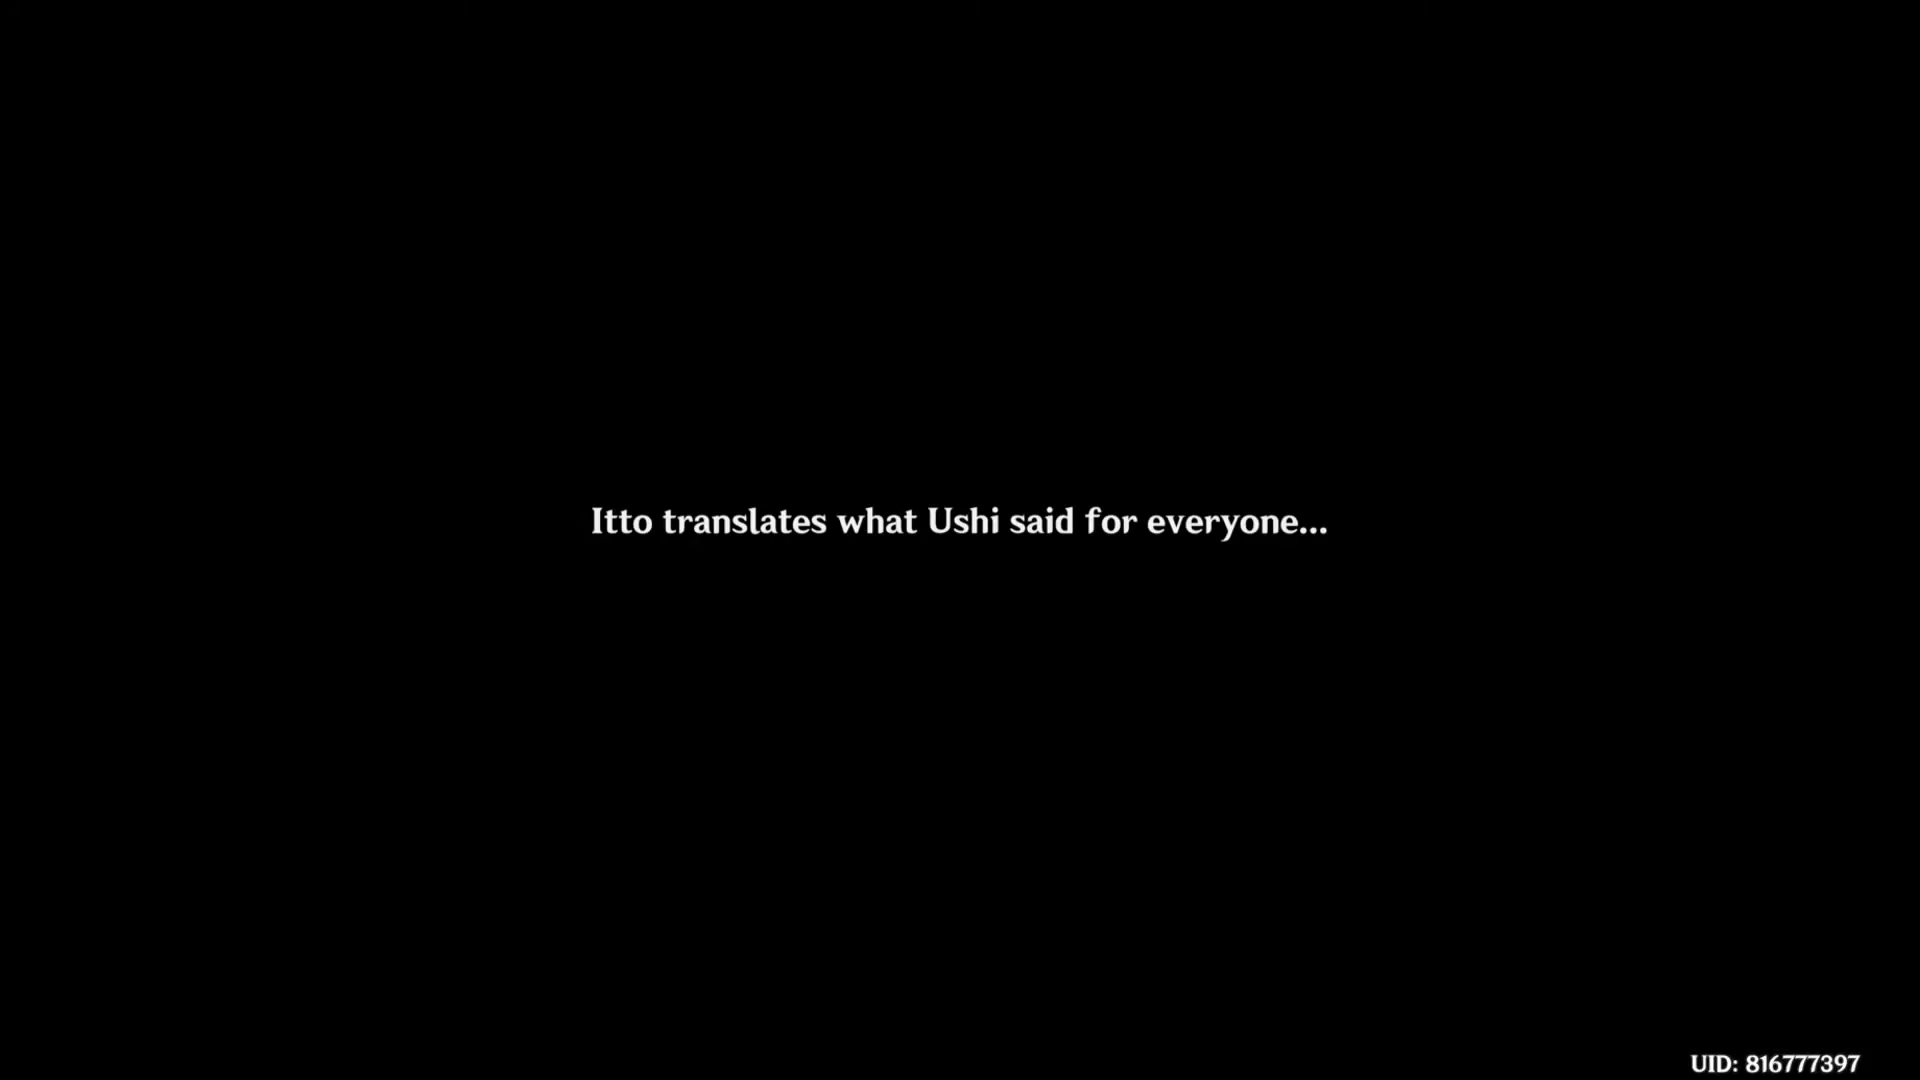 Itto translates what Ushi said for everyone...
UID: 816777397